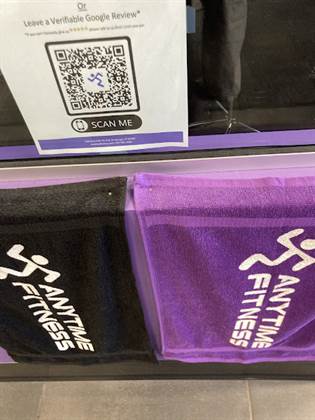 Or
Leave a Verifiable Google Review*
SCAN ME
ANYTIME
FITNESS
ANYTIME
FITNESS